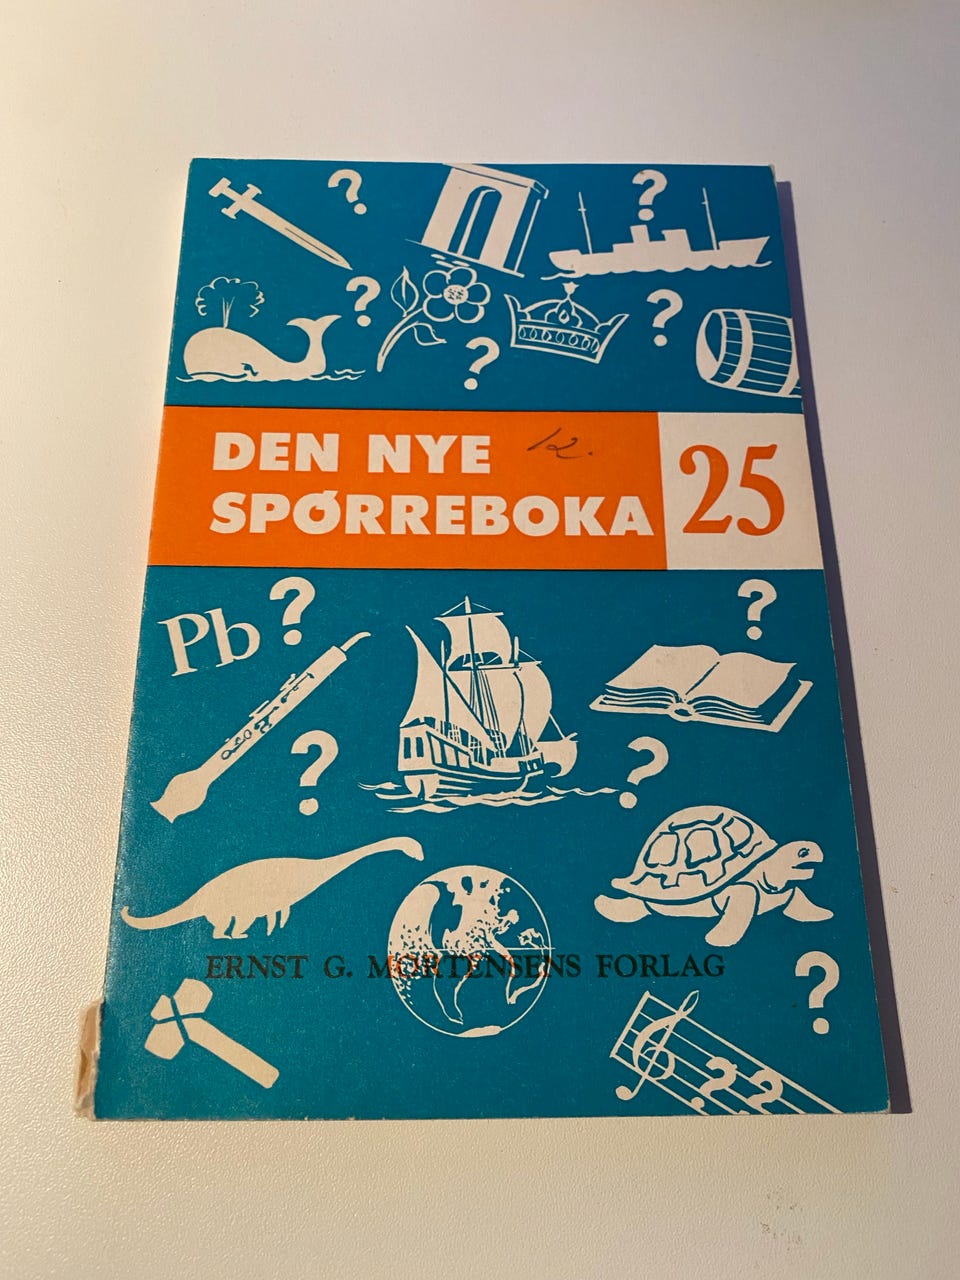 DEN NYE
SPØRREBOKA
25
Pb
ERNST G. MORTENSENS FORLAG